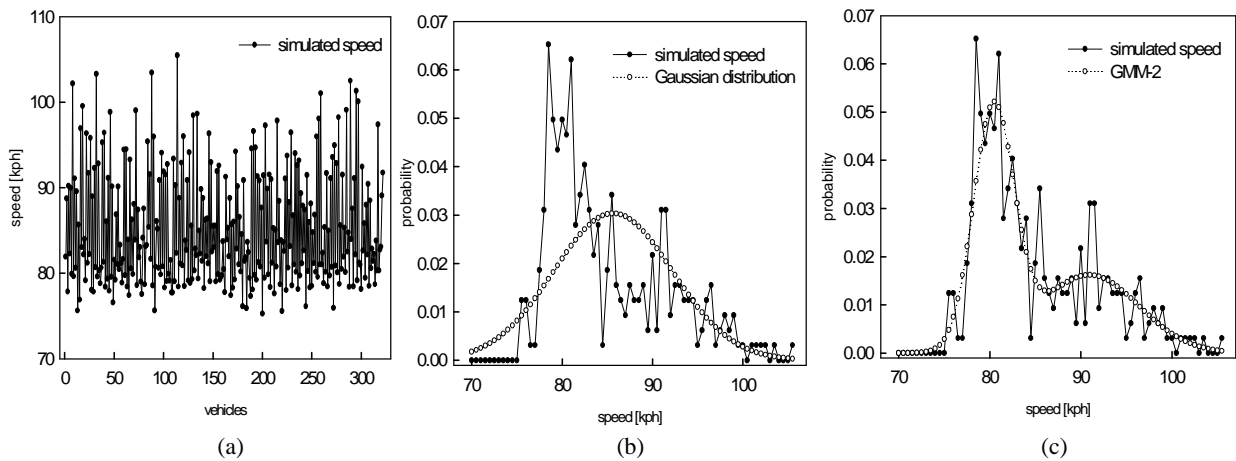 110
100
90
80
70
speed [kph]
simulated speed
0 50 100 150 200 250 300
vehicles
(a)
0.07
0.06
0.05
0.04
0.03
0.02
0.01
0.00
probability
simulated speed
Gaussian distribution
70 80 90 100
speed [kph]
(b)
0.07
0.06
0.05
0.04
0.03
0.02
0.01
0.00
probability
simulated speed
GMM-2
70 80 90 100
speed [kph]
(c)